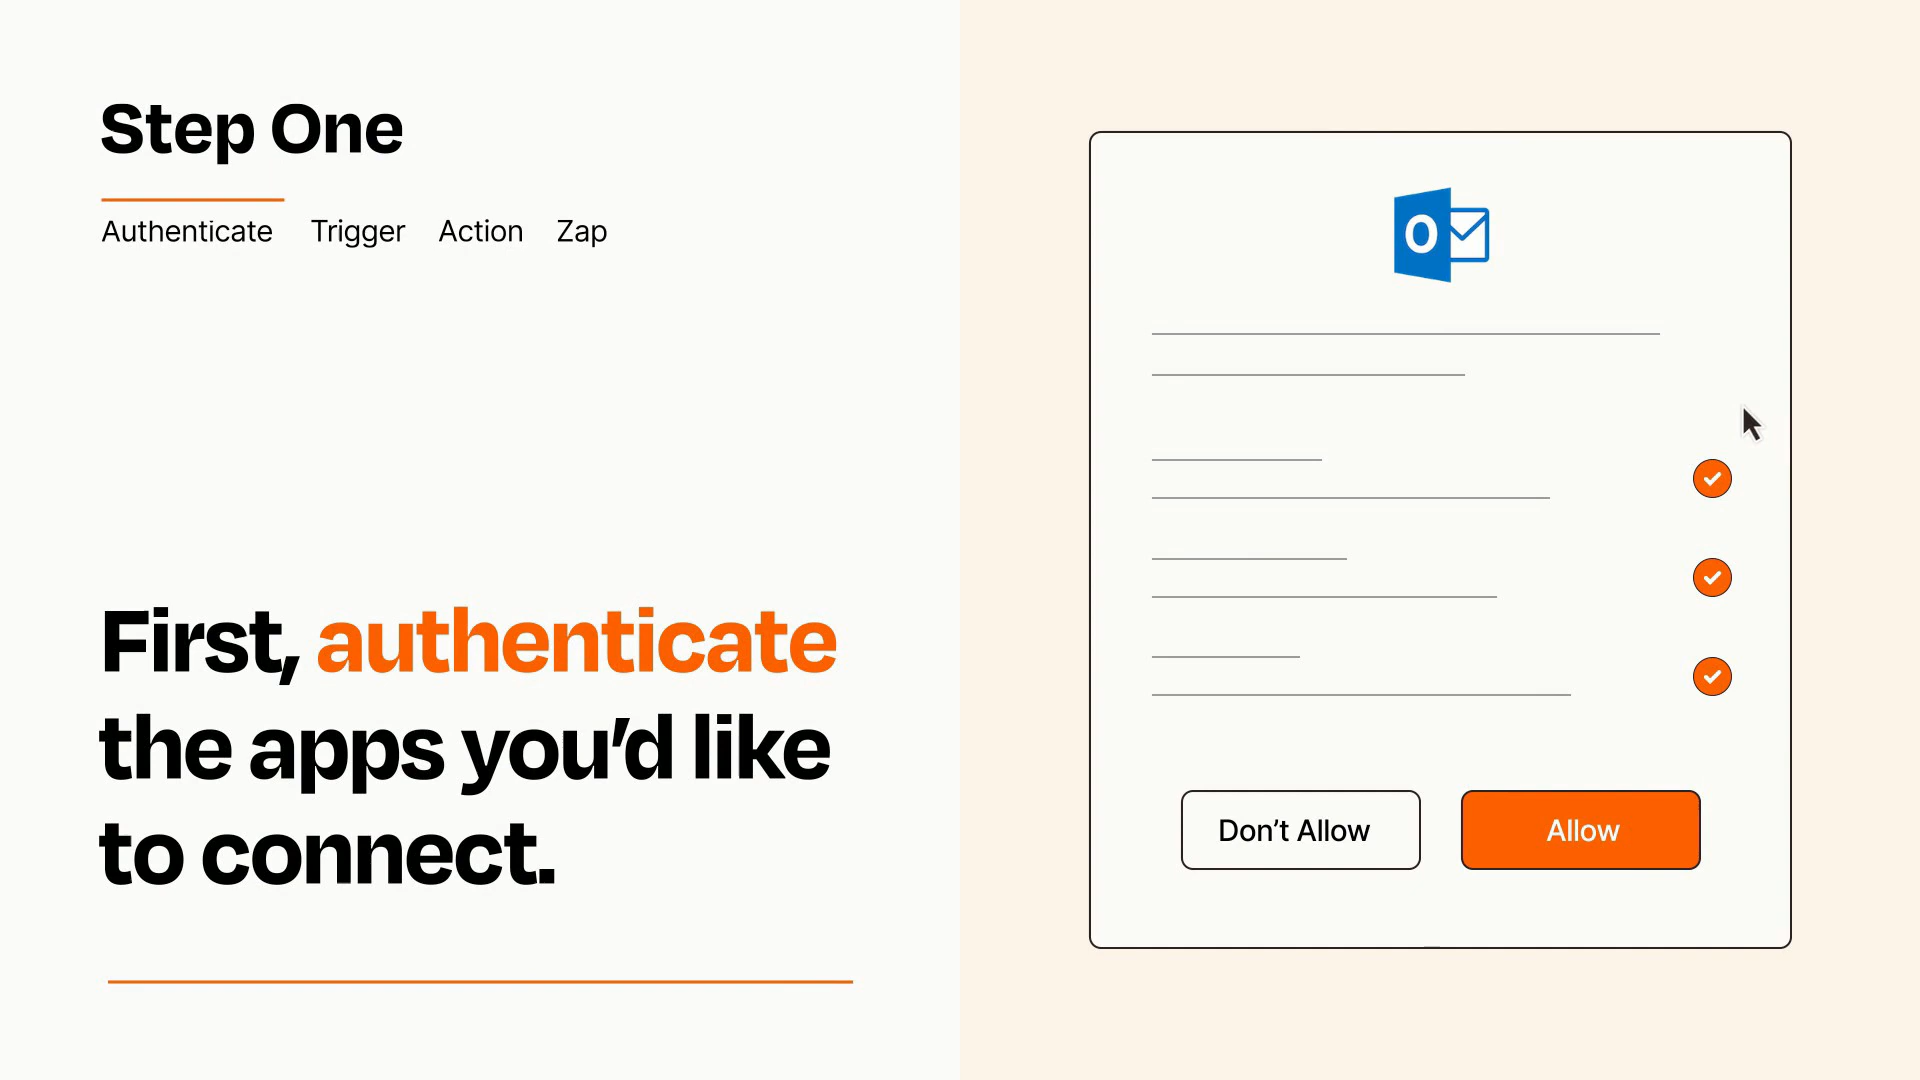 Step One
Authenticate Trigger Action Zap
First, authenticate
the apps you’d like
to connect.
O
Don’t Allow Allow